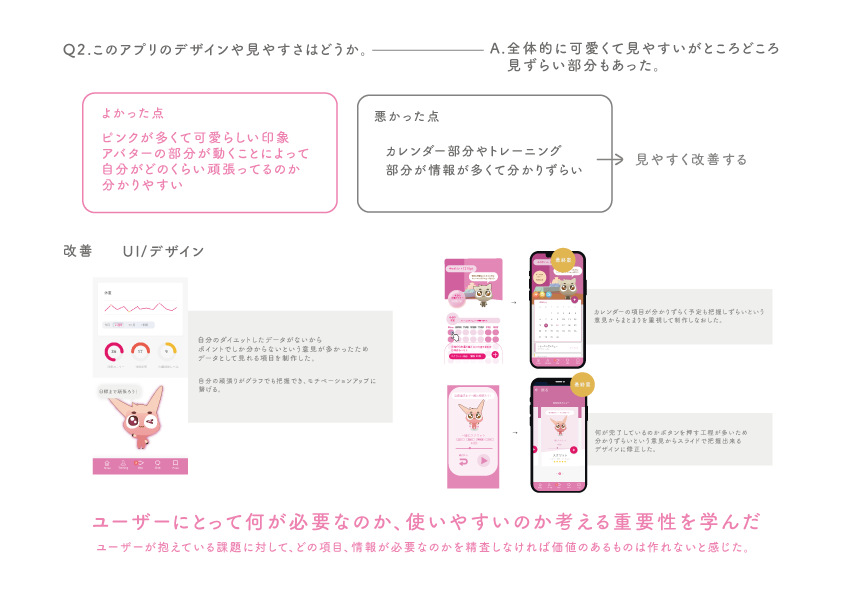 Q2.このアプリのデザインや見やすさはどうか。
A.全体的に可愛くて見やすいがところどころ
見ずらい部分もあった。
よかった点
ピンクが多くて可愛らしい印象
アバターの部分が動くことによって
自分がどのくらい頑張ってるのか
分かりやすい
悪かった点
カレンダー部分やトレーニング
部分が情報が多くて分かりずらい
見やすく改善する
改善 UI/デザイン
体重
目標まで頑張ろう!
自分のダイエットしたデータがないから
ポイントでしか分からないという意見が多かったため
データとして見れる項目を制作した。
自分の頑張りがグラフでも把握でき、モチベーションアップに
繋げる。
最終版
カレンダーの項目が分かりずらく予定も把握しずらいという
意見からまとまりを重視して制作しなおした。
最終版
何が完了しているのかボタンを押す工程が多いため
分かりずらいという意見からスライドで把握出来る
デザインに修正した。
ユーザーにとって何が必要なのか、使いやすいのか考える重要性を学んだ
ユーザーが抱えている課題に対して、どの項目、情報が必要なのかを精査しなければ価値のあるものは作れないと感じた。